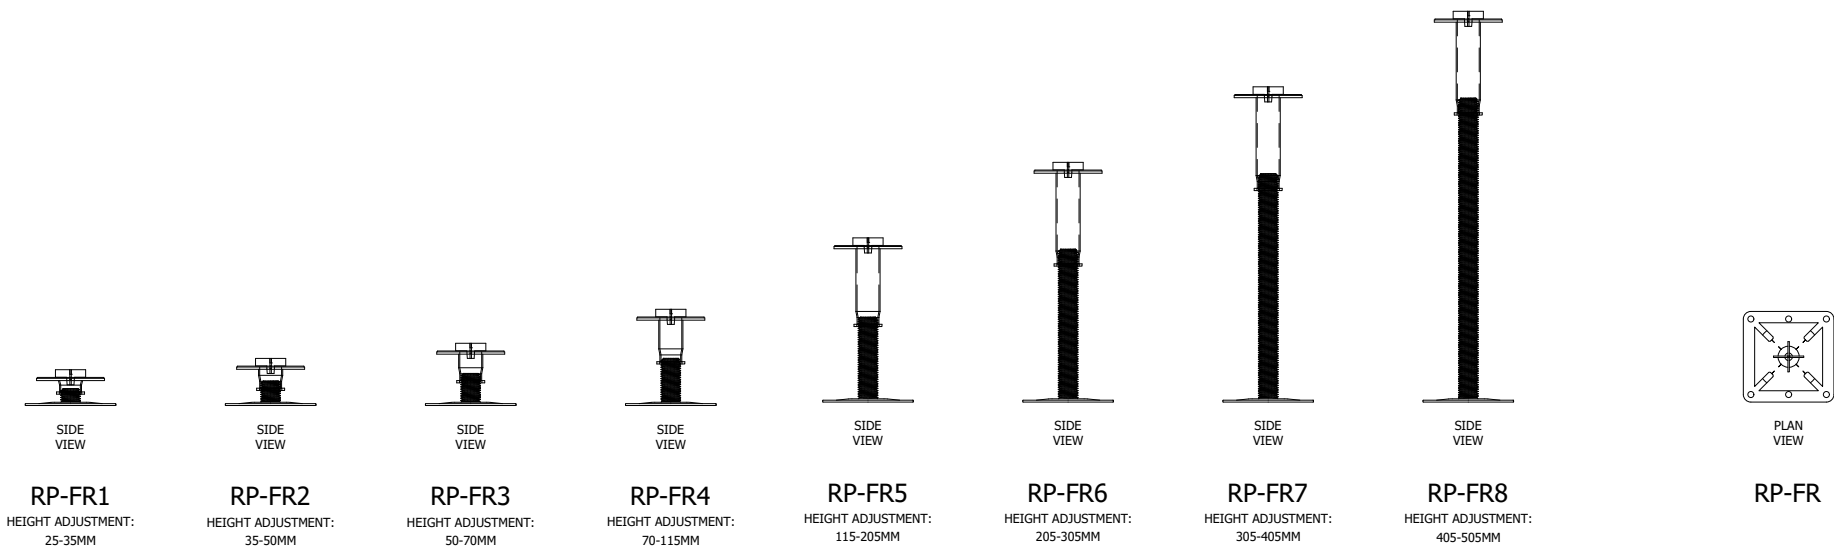 SIDE
VIEW
RP-FR1
HEIGHT ADJUSTMENT:
25-35MM
SIDE
VIEW
RP-FR2
HEIGHT ADJUSTMENT:
35-50MM
SIDE
VIEW
RP-FR3
HEIGHT ADJUSTMENT:
50-70MM
SIDE
VIEW
RP-FR4
HEIGHT ADJUSTMENT:
70-115MM
SIDE
VIEW
RP-FR5
HEIGHT ADJUSTMENT:
115-205MM
SIDE
VIEW
RP-FR6
HEIGHT ADJUSTMENT:
205-305MM
SIDE
VIEW
RP-FR7
HEIGHT ADJUSTMENT:
305-405MM
SIDE
VIEW
RP-FR8
HEIGHT ADJUSTMENT:
405-505MM
PLAN
VIEW
RP-FR